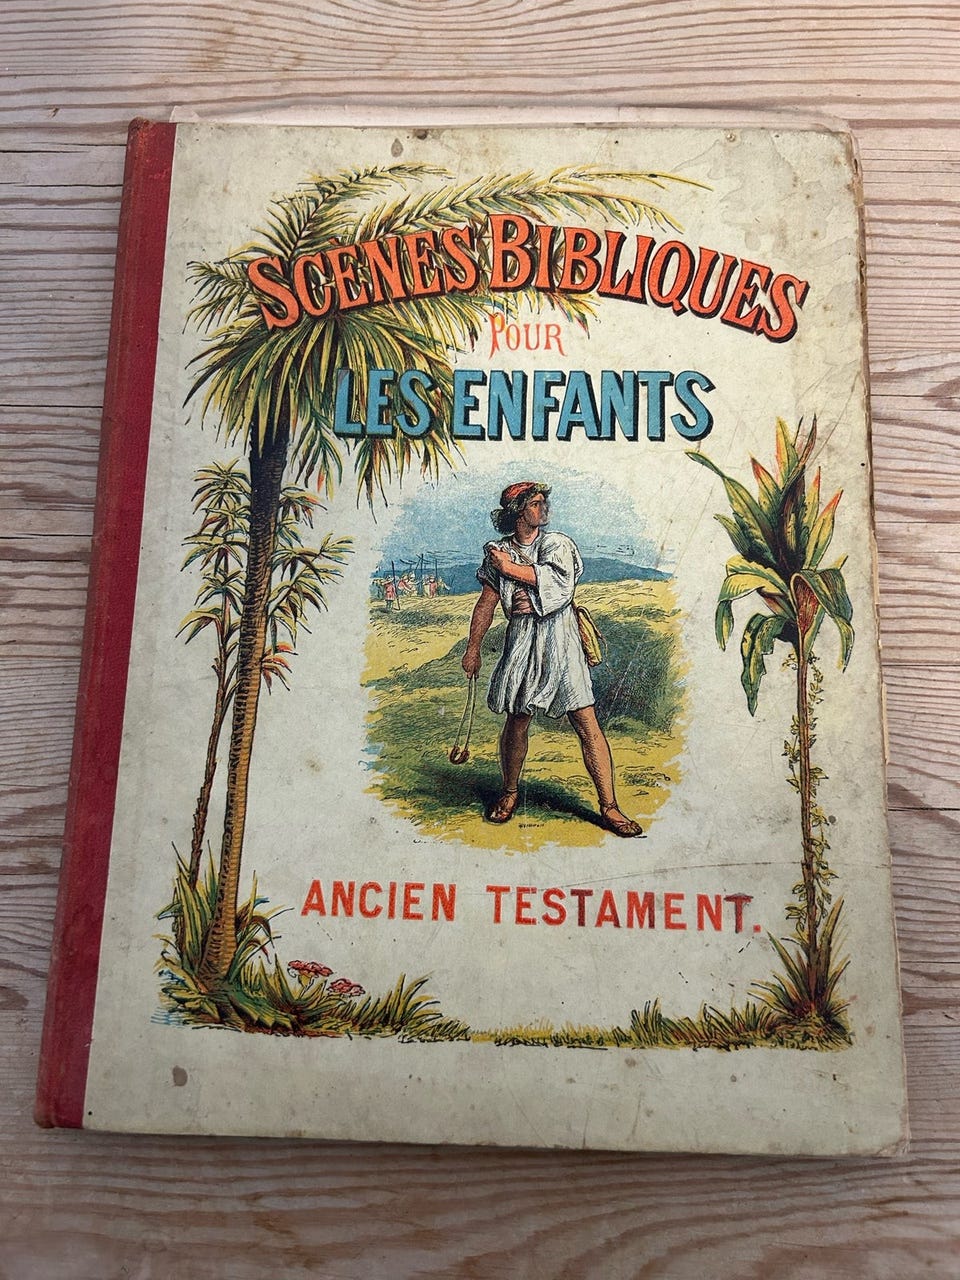 SCÈNES BIBLIQUES
POUR
LES ENFANTS
ANCIEN TESTAMENT.